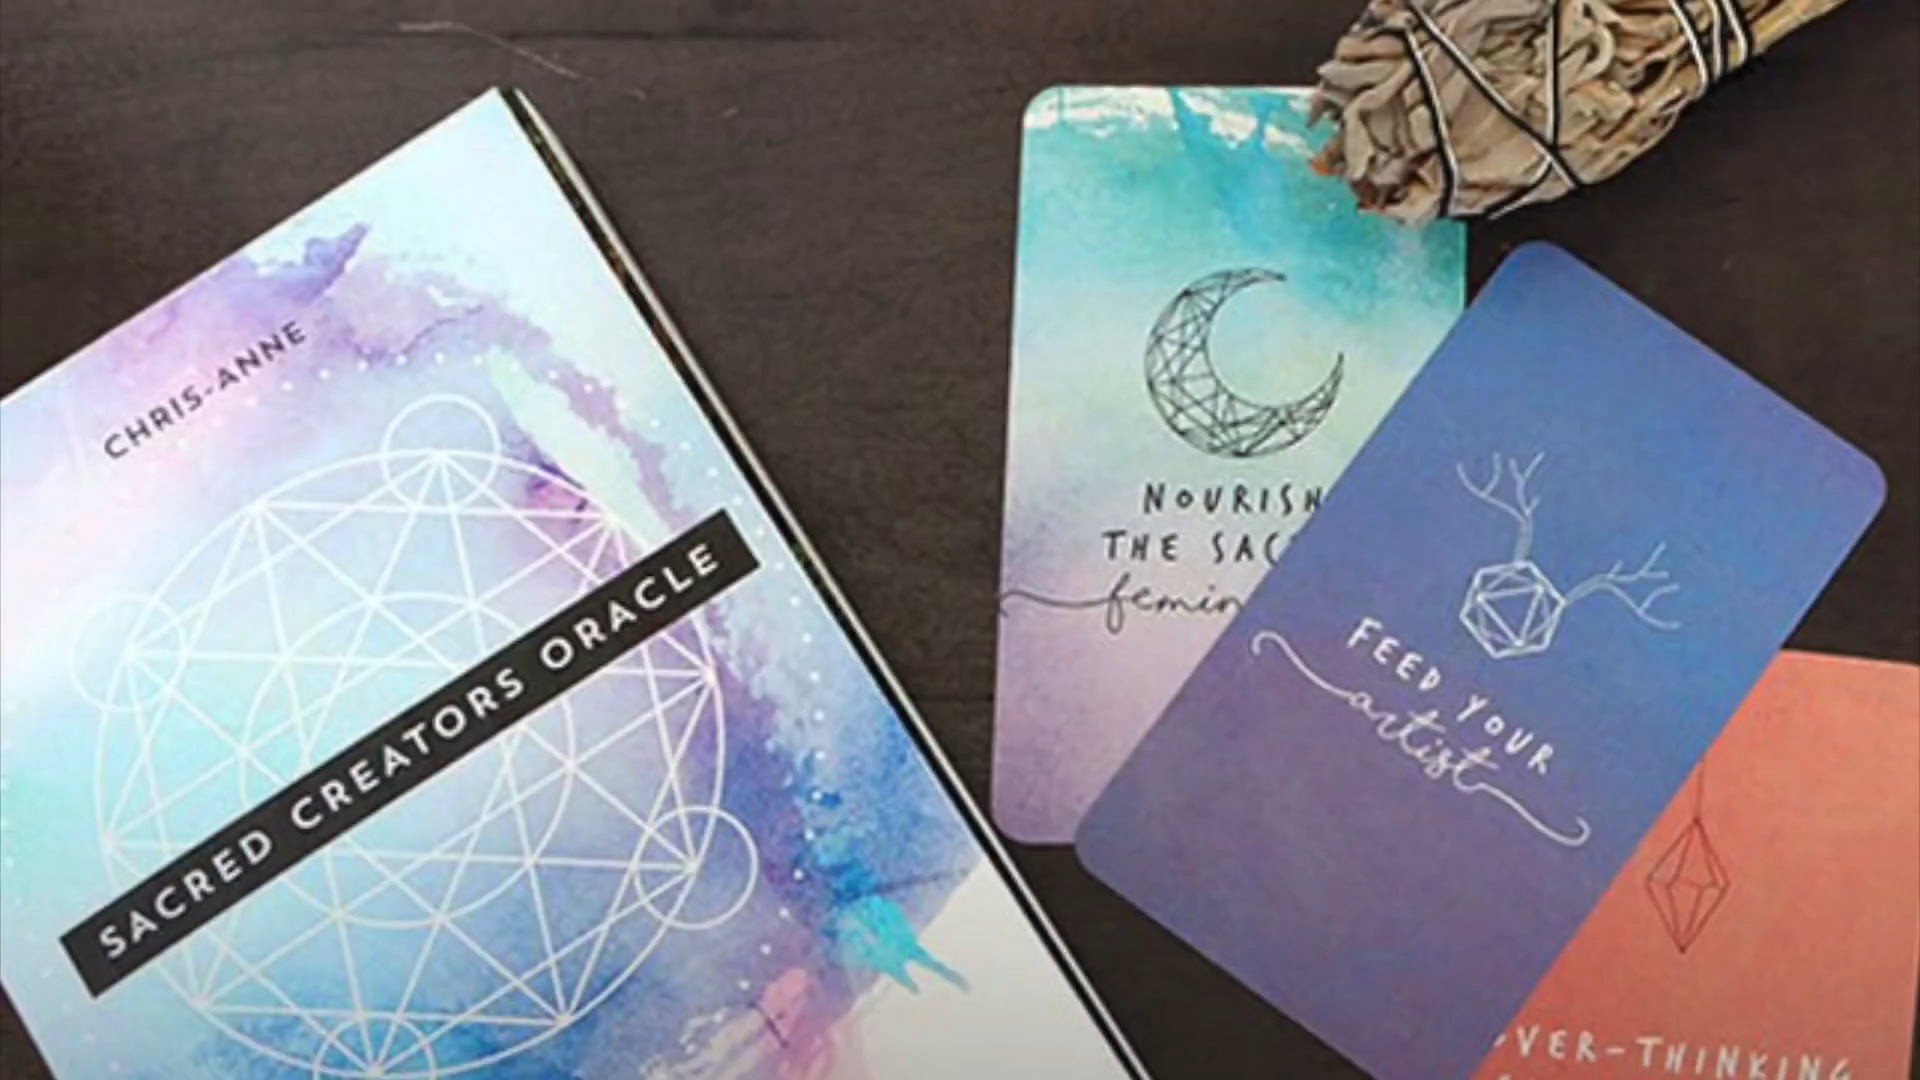 CHRIS-ANNE
SACRED CREATORS ORACLE
NOURISH
THE SAC
femin
FEED YOUR
artist
VER-THINKING